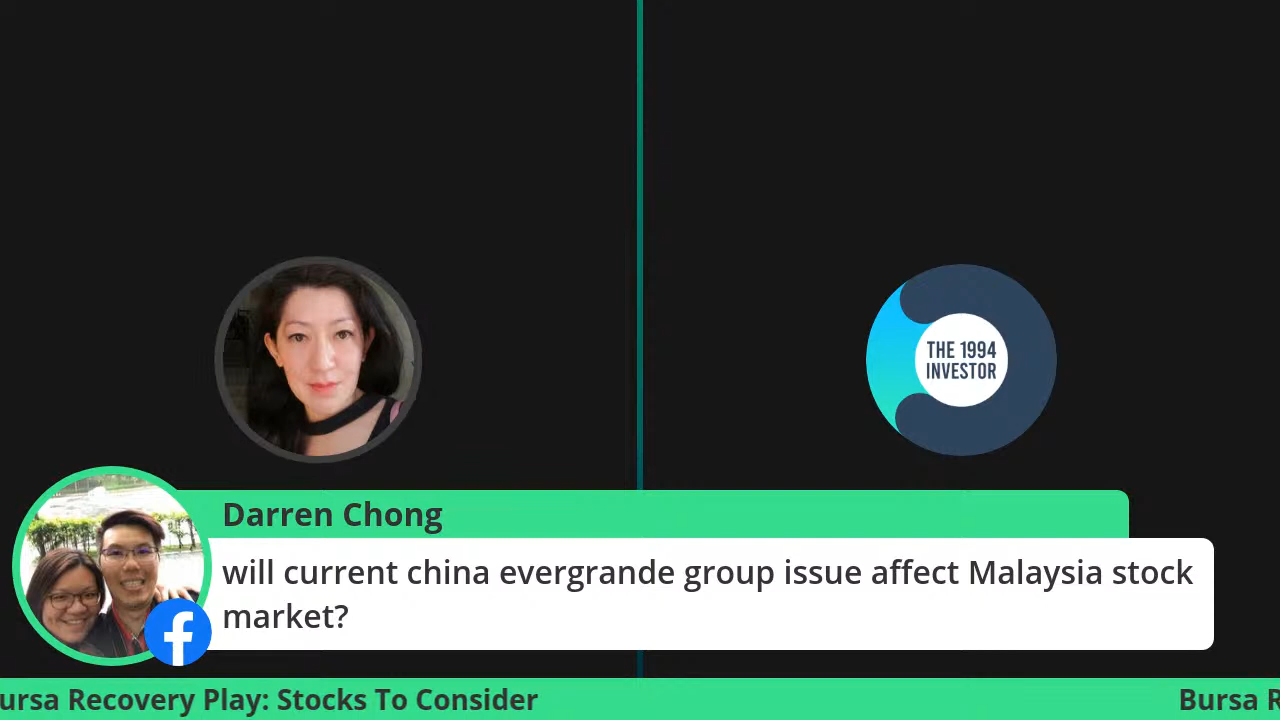 THE 1994
INVESTOR
Darren Chong
will current china evergrande group issue affect Malaysia stock
market?
ursa Recovery Play: Stocks To Consider
Bursa R